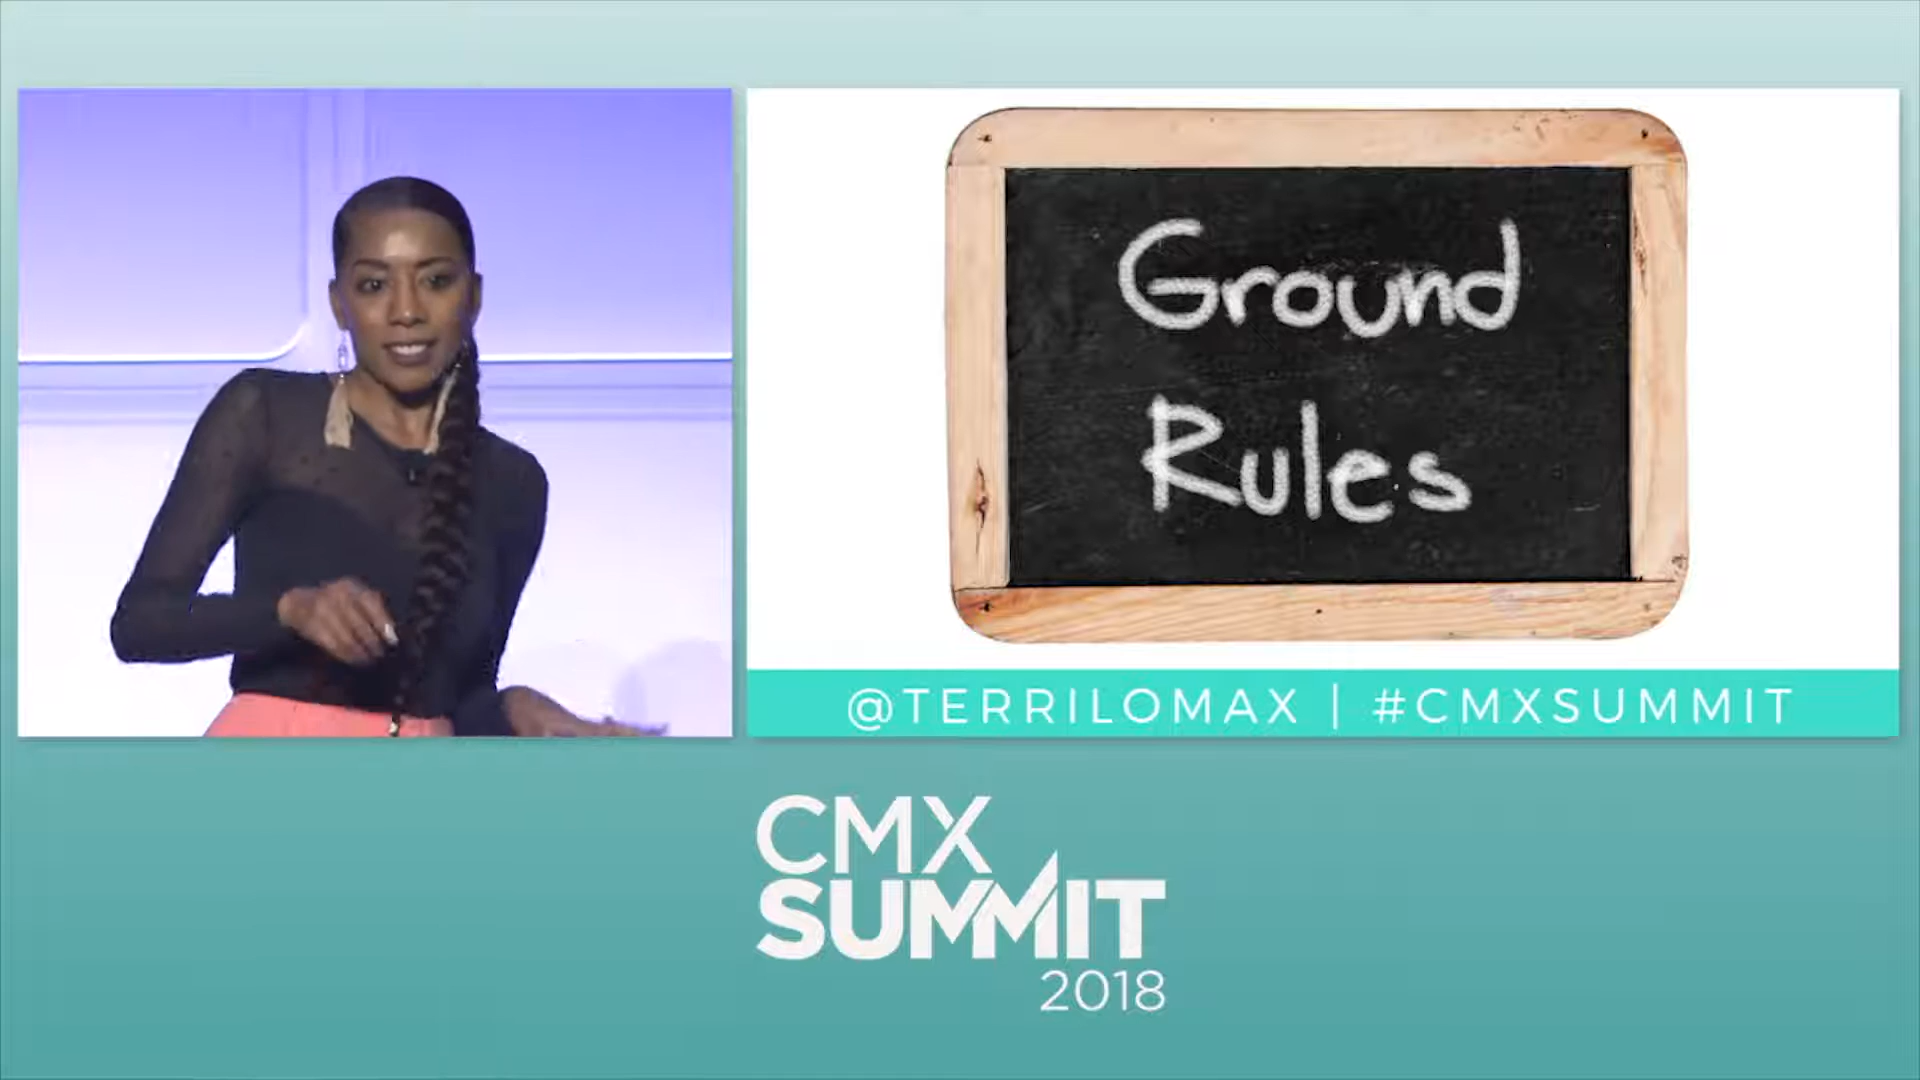 Ground
Rules
@TERRILOMAX | #CMXSUMMIT
CMX
SUMMIT
2018